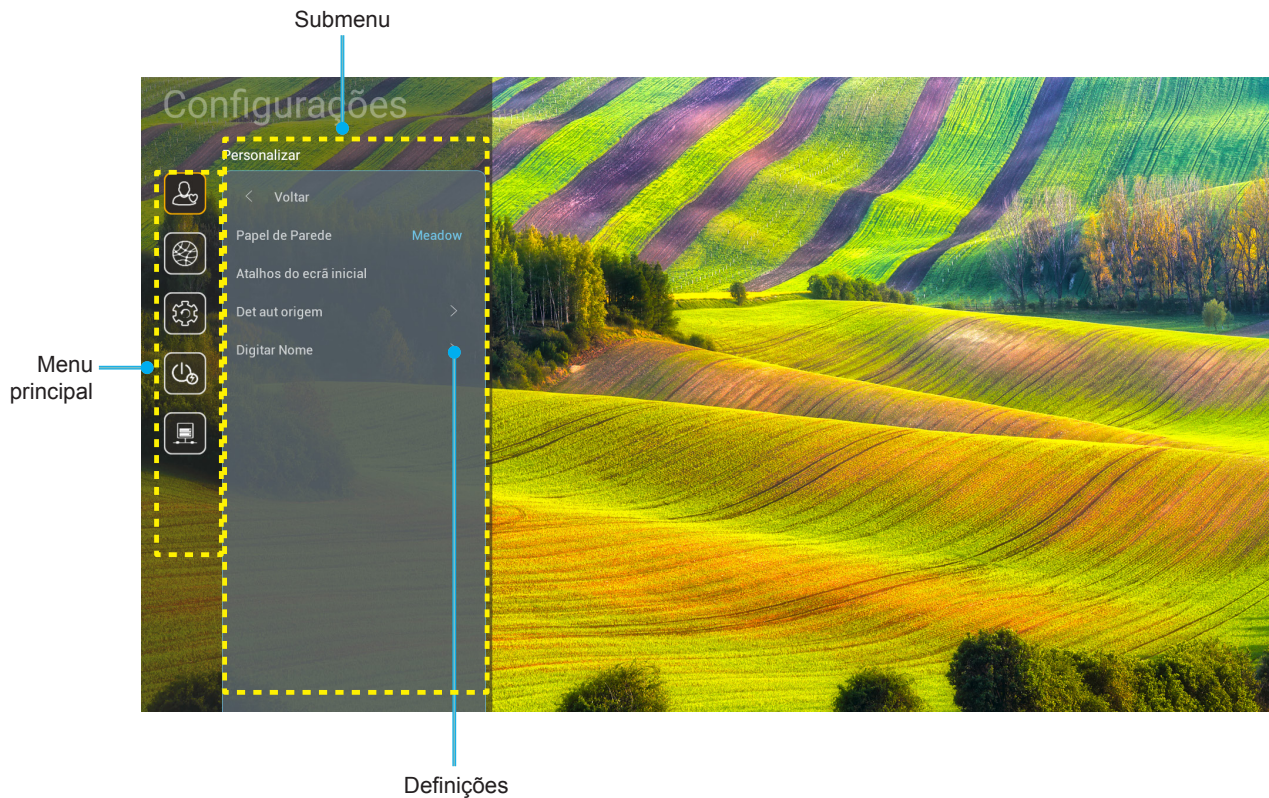 Submenu
Configurações
Personalizar
Voltar
Papel de Parede Meadow
Atalhos do ecrã inicial
Det aut origem
Digitar Nome
Menu
principal
Definições